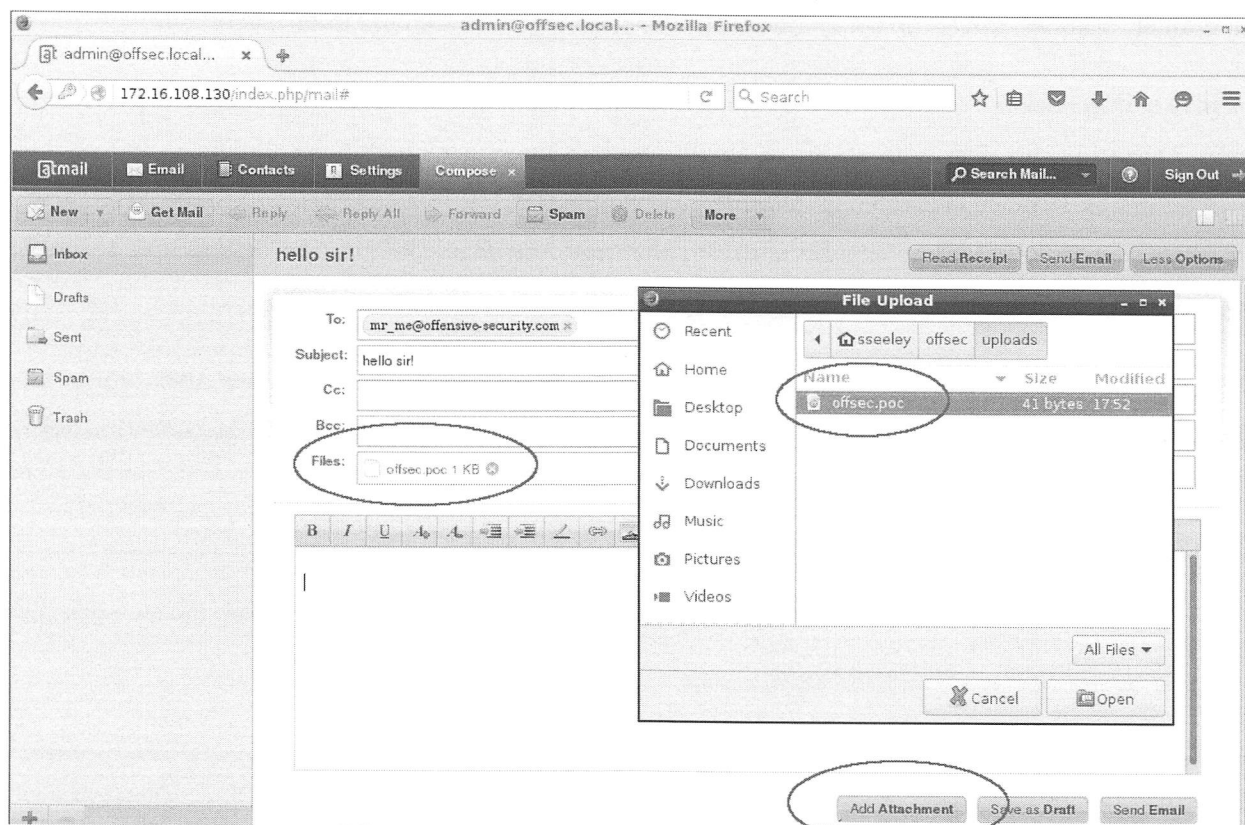 admin@offsec.local... - Mozilla Firefox
admin@offsec.local... ×
172.16.108.130/index.php/mail#
Search
atmail
Email
Contacts
Settings
Compose ×
Search Mail...
Sign Out
New
Get Mail
Reply
Reply All
Forward
Spam
Delete
More
Inbox
hello sir!
Read Receipt
Send Email
Less Options
Drafts
Sent
Spam
Trash
To:
mr_me@offensive-security.com ×
Subject:
hello sir!
Cc:
Bcc:
Files:
offsec.poc 1 KB
B I U
File Upload
Recent
Home
Desktop
Documents
Downloads
Music
Pictures
Videos
sseeley offsec uploads
Name Size Modified
offsec.poc 41 bytes 17:52
All Files
Cancel
Open
Add Attachment
Save as Draft
Send Email